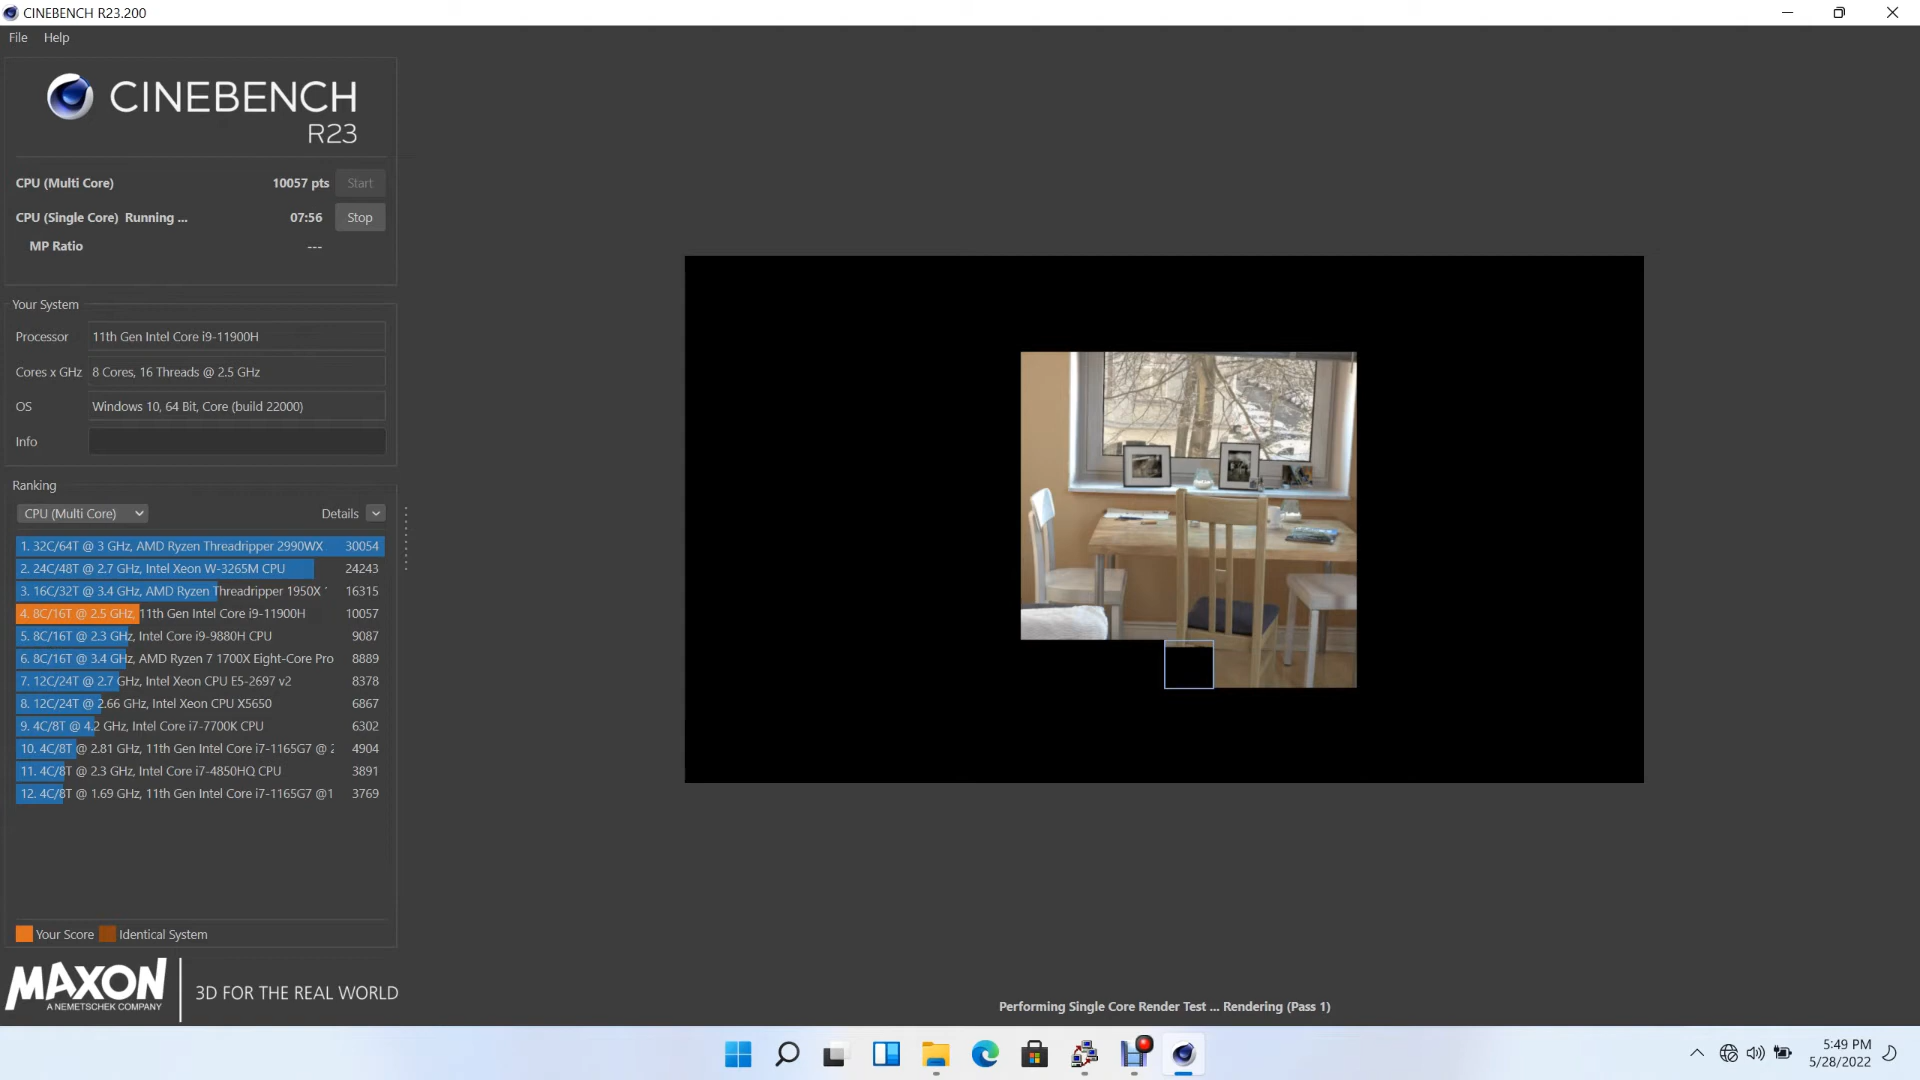 CINEBENCH R23.200
File Help
CINEBENCH
R23
CPU (Multi Core) 10057 pts Start
CPU (Single Core) Running ... 07:56 Stop
MP Ratio ---
Your System
Processor 11th Gen Intel Core i9-11900H
Cores x GHz 8 Cores, 16 Threads @ 2.5 GHz
OS Windows 10, 64 Bit, Core (build 22000)
Info
Ranking
CPU (Multi Core) Details
1. 32C/64T @ 3 GHz, AMD Ryzen Threadripper 2990WX 30054
2. 24C/48T @ 2.7 GHz, Intel Xeon W-3265M CPU 24243
3. 16C/32T @ 3.4 GHz, AMD Ryzen Threadripper 1950X 16315
4. 8C/16T @ 2.5 GHz, 11th Gen Intel Core i9-11900H 10057
5. 8C/16T @ 2.3 GHz, Intel Core i9-9880H CPU 9087
6. 8C/16T @ 3.4 GHz, AMD Ryzen 7 1700X Eight-Core Pro 8889
7. 12C/24T @ 2.7 GHz, Intel Xeon CPU E5-2697 v2 8378
8. 12C/24T @ 2.66 GHz, Intel Xeon CPU X5650 6867
9. 4C/8T @ 4.2 GHz, Intel Core i7-7700K CPU 6302
10. 4C/8T @ 2.81 GHz, 11th Gen Intel Core i7-1165G7 @ 2 4904
11. 4C/8T @ 2.3 GHz, Intel Core i7-4850HQ CPU 3891
12. 4C/8T @ 1.69 GHz, 11th Gen Intel Core i7-1165G7 @1 3769
Your Score Identical System
MAXON
A NEMETSCHEK COMPANY
3D FOR THE REAL WORLD
Performing Single Core Render Test ... Rendering (Pass 1)
5:49 PM
5/28/2022